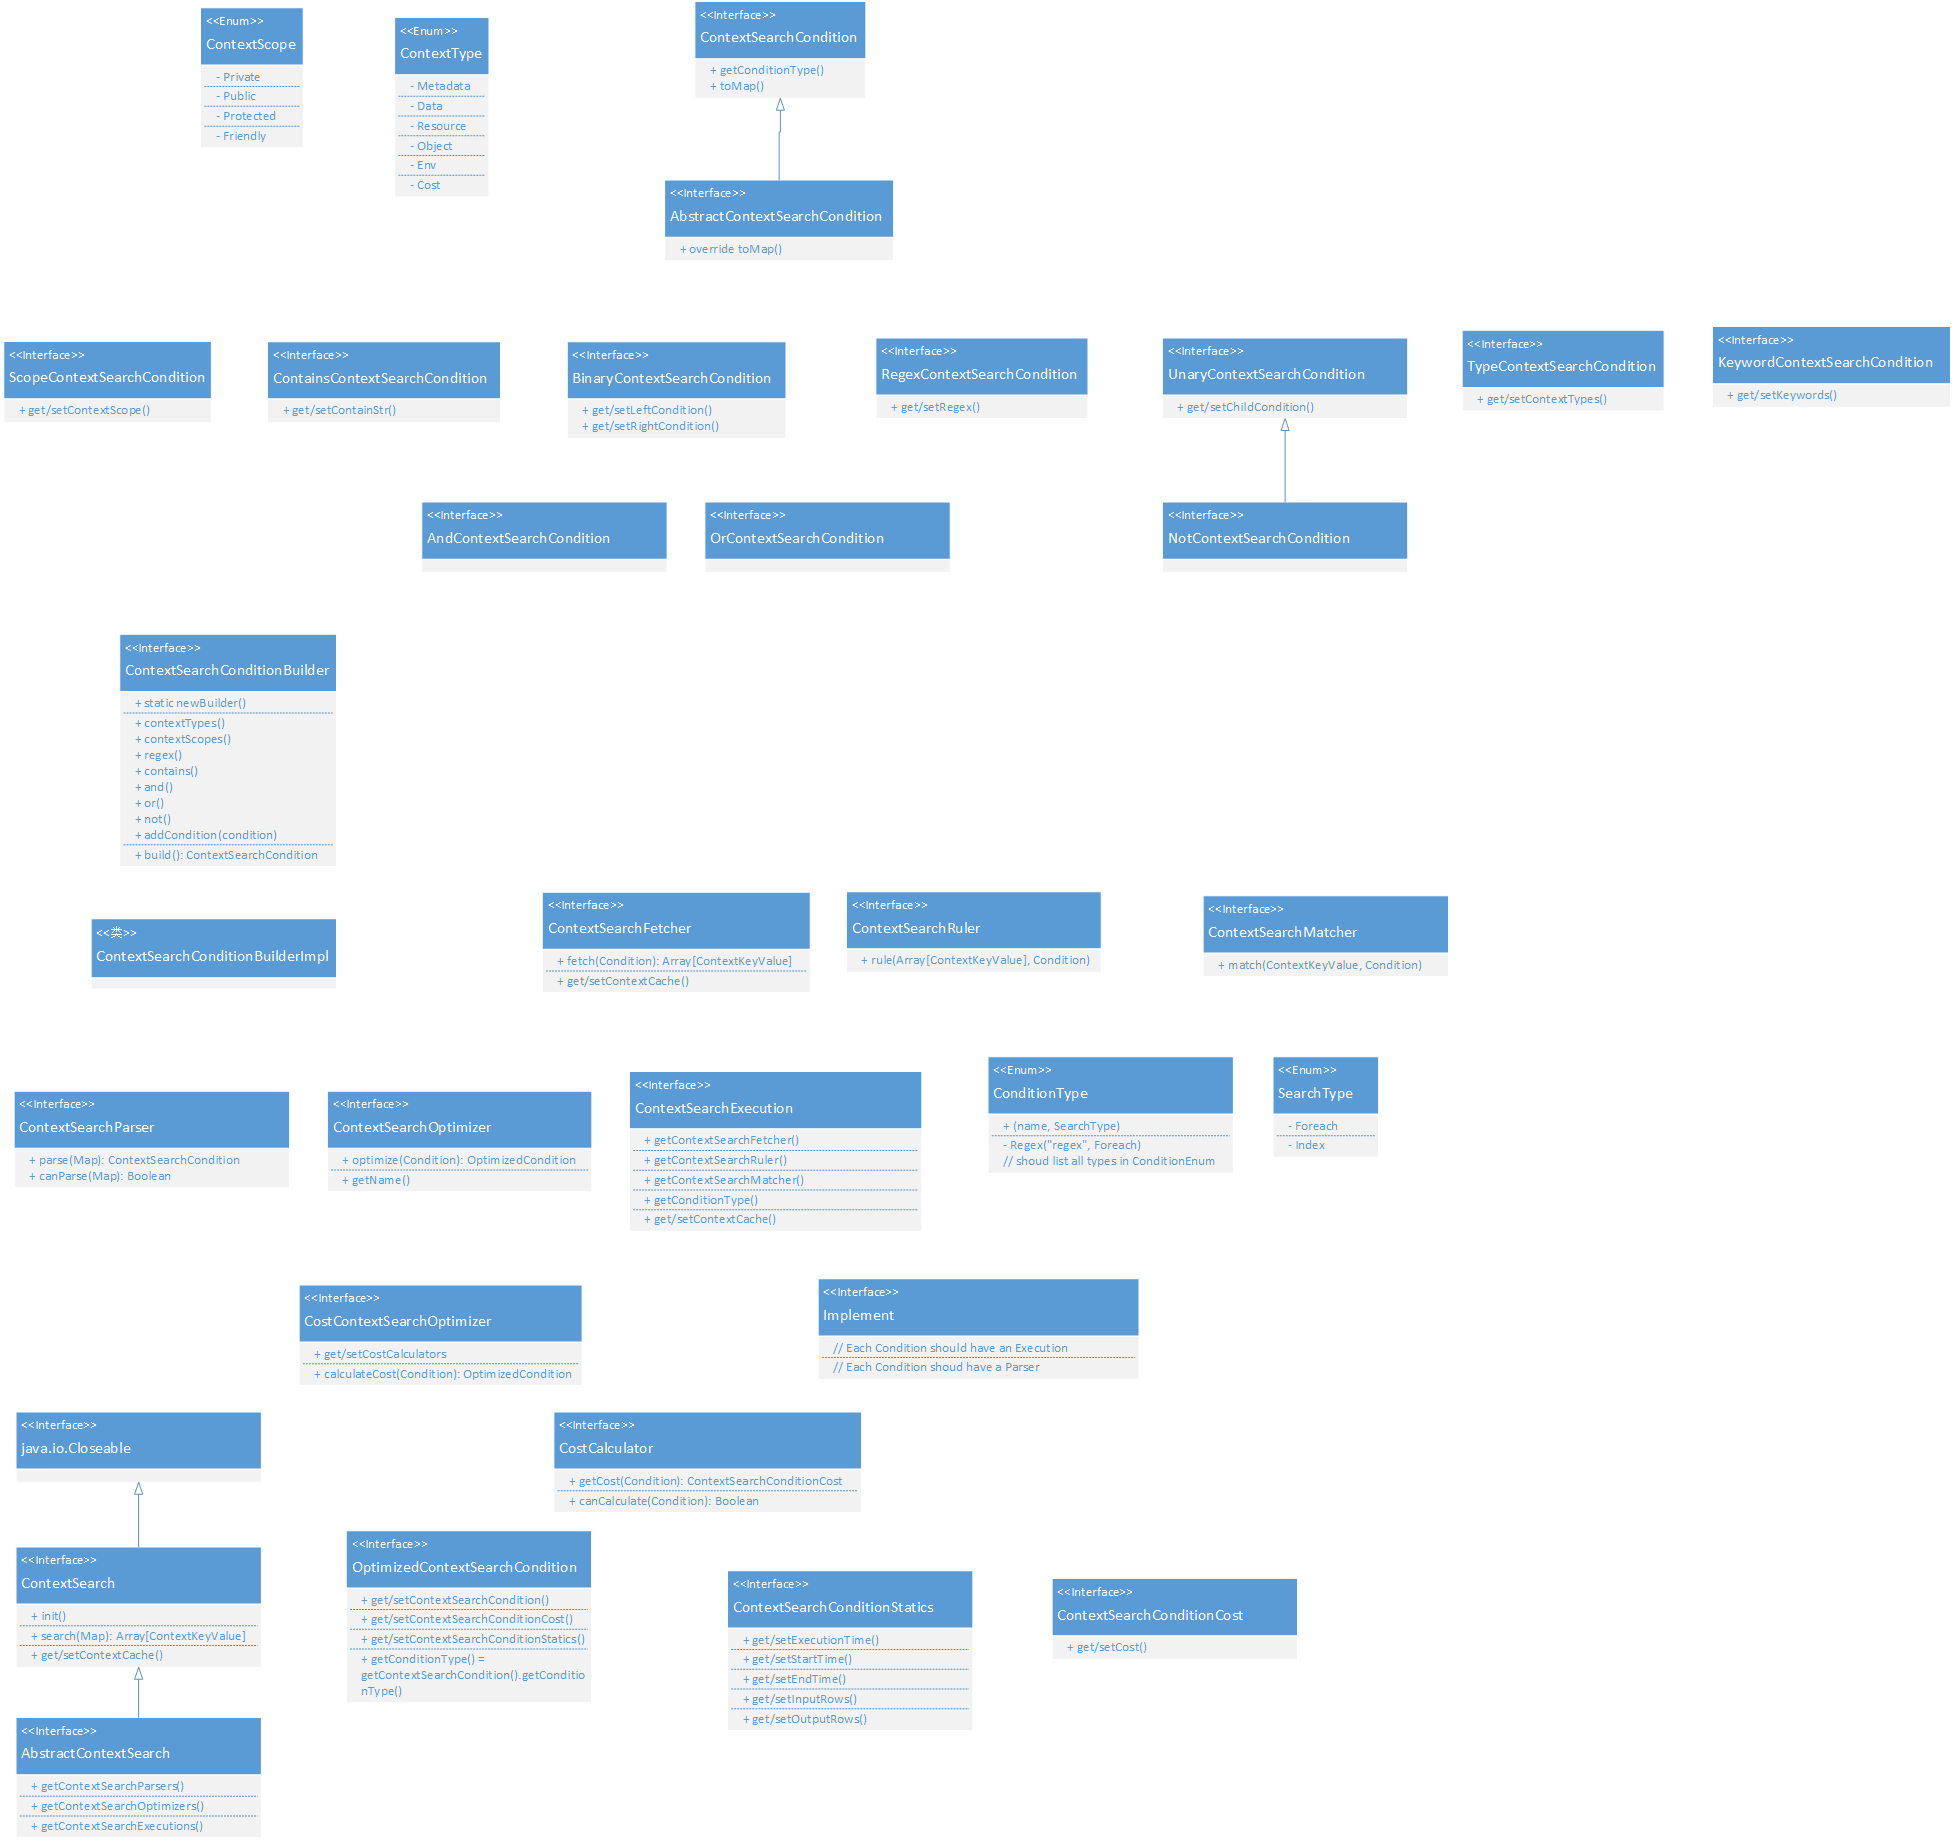 <<Enum>>
ContextScope
- Private
- Public
- Protected
- Friendly
<<Enum>>
ContextType
- Metadata
- Data
- Resource
- Object
- Env
- Cost
<<Interface>>
ContextSearchCondition
+ getConditionType()
+ toMap()
<<Interface>>
AbstractContextSearchCondition
+ override toMap()
<<Interface>>
ScopeContextSearchCondition
+ get/setContextScope()
<<Interface>>
ContainsContextSearchCondition
+ get/setContainStr()
<<Interface>>
BinaryContextSearchCondition
+ get/setLeftCondition()
+ get/setRightCondition()
<<Interface>>
RegexContextSearchCondition
+ get/setRegex()
<<Interface>>
UnaryContextSearchCondition
+ get/setChildCondition()
<<Interface>>
TypeContextSearchCondition
+ get/setContextTypes()
<<Interface>>
KeywordContextSearchCondition
+ get/setKeywords()
<<Interface>>
AndContextSearchCondition
<<Interface>>
OrContextSearchCondition
<<Interface>>
NotContextSearchCondition
<<Interface>>
ContextSearchConditionBuilder
+ static newBuilder()
+ contextTypes()
+ contextScopes()
+ regex()
+ contains()
+ and()
+ or()
+ not()
+ addCondition(condition)
+ build(): ContextSearchCondition
<<类>>
ContextSearchConditionBuilderImpl
<<Interface>>
ContextSearchFetcher
+ fetch(Condition): Array[ContextKeyValue]
+ get/setContextCache()
<<Interface>>
ContextSearchRuler
+ rule(Array[ContextKeyValue], Condition)
<<Interface>>
ContextSearchMatcher
+ match(ContextKeyValue, Condition)
<<Interface>>
ContextSearchParser
+ parse(Map): ContextSearchCondition
+ canParse(Map): Boolean
<<Interface>>
ContextSearchOptimizer
+ optimize(Condition): OptimizedCondition
+ getName()
<<Interface>>
ContextSearchExecution
+ getContextSearchFetcher()
+ getContextSearchRuler()
+ getContextSearchMatcher()
+ getConditionType()
+ get/setContextCache()
<<Enum>>
ConditionType
+ (name, SearchType)
- Regex("regex", Foreach)
// shoud list all types in ConditionEnum
<<Enum>>
SearchType
- Foreach
- Index
<<Interface>>
CostContextSearchOptimizer
+ get/setCostCalculators
+ calculateCost(Condition): OptimizedCondition
<<Interface>>
Implement
// Each Condition should have an Execution
// Each Condition shoud have a Parser
<<Interface>>
java.io.Closeable
<<Interface>>
CostCalculator
+ getCost(Condition): ContextSearchConditionCost
+ canCalculate(Condition): Boolean
<<Interface>>
ContextSearch
+ init()
+ search(Map): Array[ContextKeyValue]
+ get/setContextCache()
<<Interface>>
OptimizedContextSearchCondition
+ get/setContextSearchCondition()
+ get/setContextSearchConditionCost()
+ get/setContextSearchConditionStatics()
+ getConditionType() =
getContextSearchCondition().getConditio
nType()
<<Interface>>
ContextSearchConditionStatics
+ get/setExecutionTime()
+ get/setStartTime()
+ get/setEndTime()
+ get/setInputRows()
+ get/setOutputRows()
<<Interface>>
ContextSearchConditionCost
+ get/setCost()
<<Interface>>
AbstractContextSearch
+ getContextSearchParsers()
+ getContextSearchOptimizers()
+ getContextSearchExecutions()